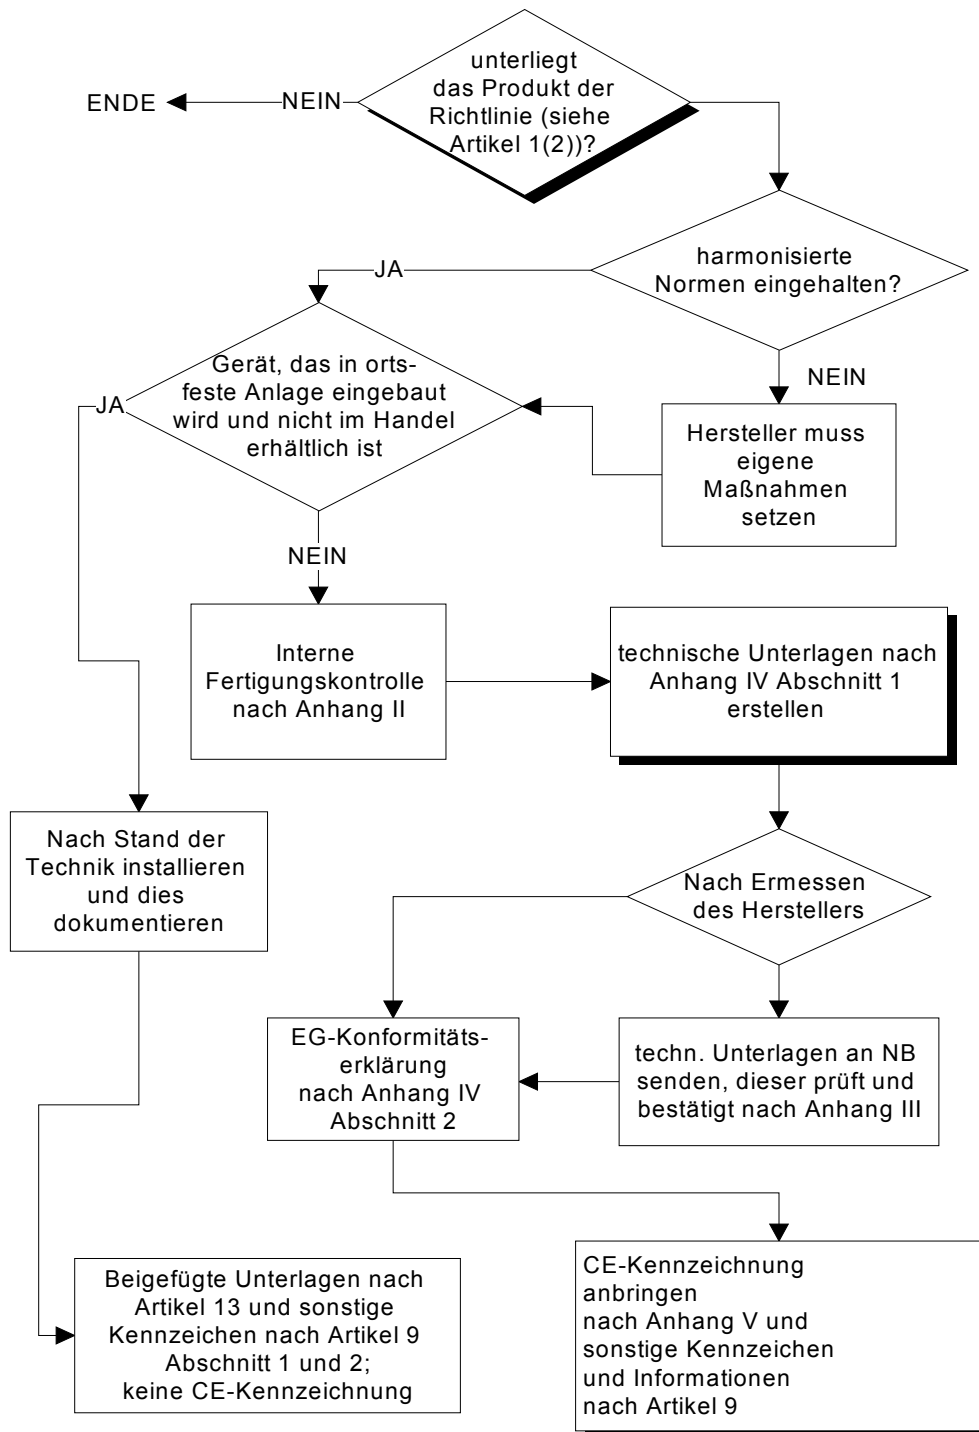 unterliegt
das Produkt der
Richtlinie (siehe
Artikel 1(2))?
ENDE
NEIN
harmonisierte
Normen eingehalten?
JA
NEIN
Gerät, das in orts-
feste Anlage eingebaut
wird und nicht im Handel
erhältlich ist
JA
Hersteller muss
eigene
Maßnahmen
setzen
NEIN
Interne
Fertigungskontrolle
nach Anhang II
technische Unterlagen nach
Anhang IV Abschnitt 1
erstellen
Nach Stand der
Technik installieren
und dies
dokumentieren
Nach Ermessen
des Herstellers
EG-Konformitäts-
erklärung
nach Anhang IV
Abschnitt 2
techn. Unterlagen an NB
senden, dieser prüft und
bestätigt nach Anhang III
Beigefügte Unterlagen nach
Artikel 13 und sonstige
Kennzeichen nach Artikel 9
Abschnitt 1 und 2;
keine CE-Kennzeichnung
CE-Kennzeichnung
anbringen
nach Anhang V und
sonstige Kennzeichen
und Informationen
nach Artikel 9